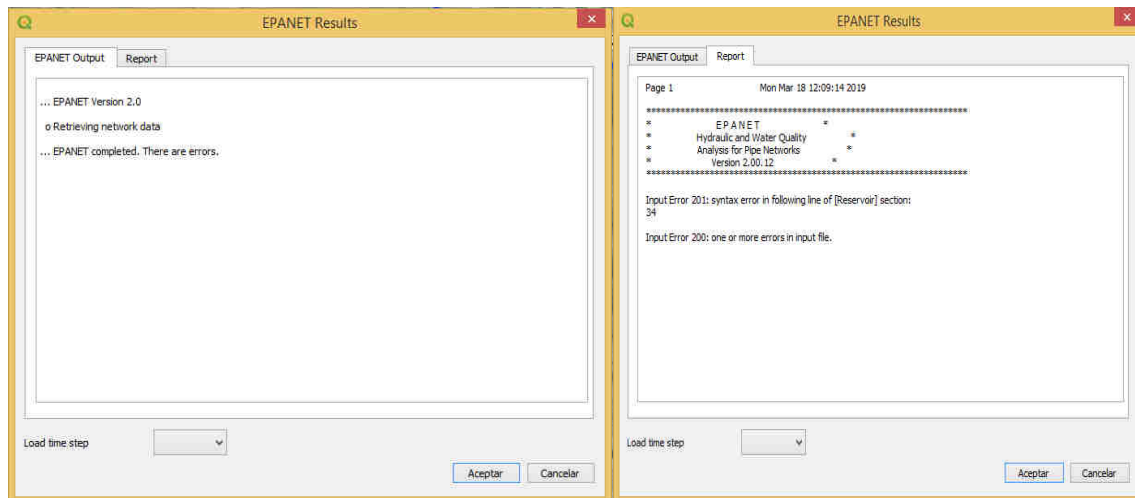 EPANET Results
x
EPANET Output Report
... EPANET Version 2.0
o Retrieving network data
... EPANET completed. There are errors.
Load time step
Aceptar Cancelar
EPANET Results
x
EPANET Output Report
Page 1 Mon Mar 18 12:09:14 2019
******************************************************************
* E P A N E T *
* Hydraulic and Water Quality *
* Analysis for Pipe Networks *
* Version 2.00.12 *
******************************************************************
Input Error 201: syntax error in following line of [Reservoir] section:
34
Input Error 200: one or more errors in input file.
Load time step
Aceptar Cancelar